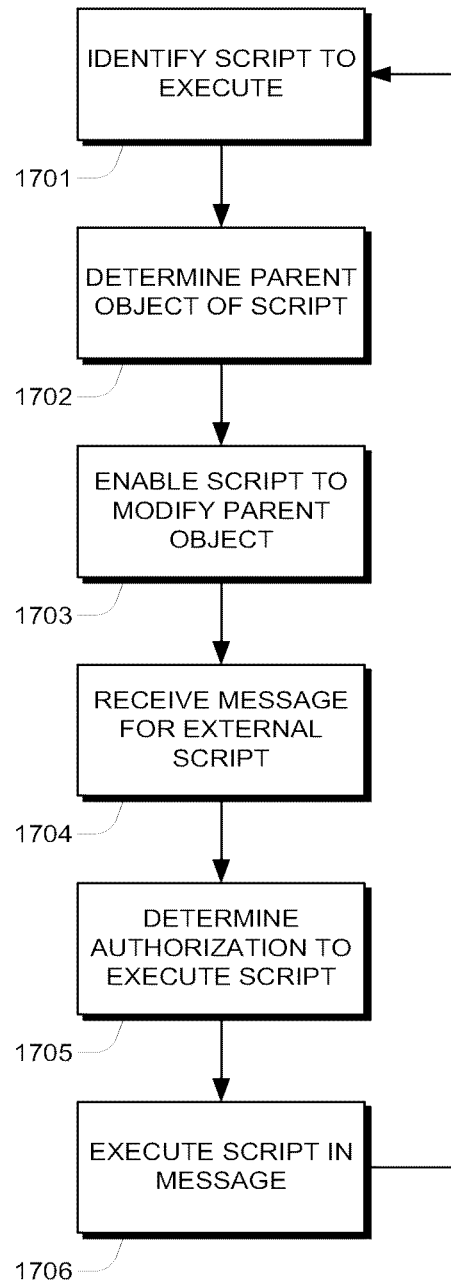 IDENTIFY SCRIPT TO
EXECUTE
1701
DETERMINE PARENT
OBJECT OF SCRIPT
1702
ENABLE SCRIPT TO
MODIFY PARENT
OBJECT
1703
RECEIVE MESSAGE
FOR EXTERNAL
SCRIPT
1704
DETERMINE
AUTHORIZATION TO
EXECUTE SCRIPT
1705
EXECUTE SCRIPT IN
MESSAGE
1706